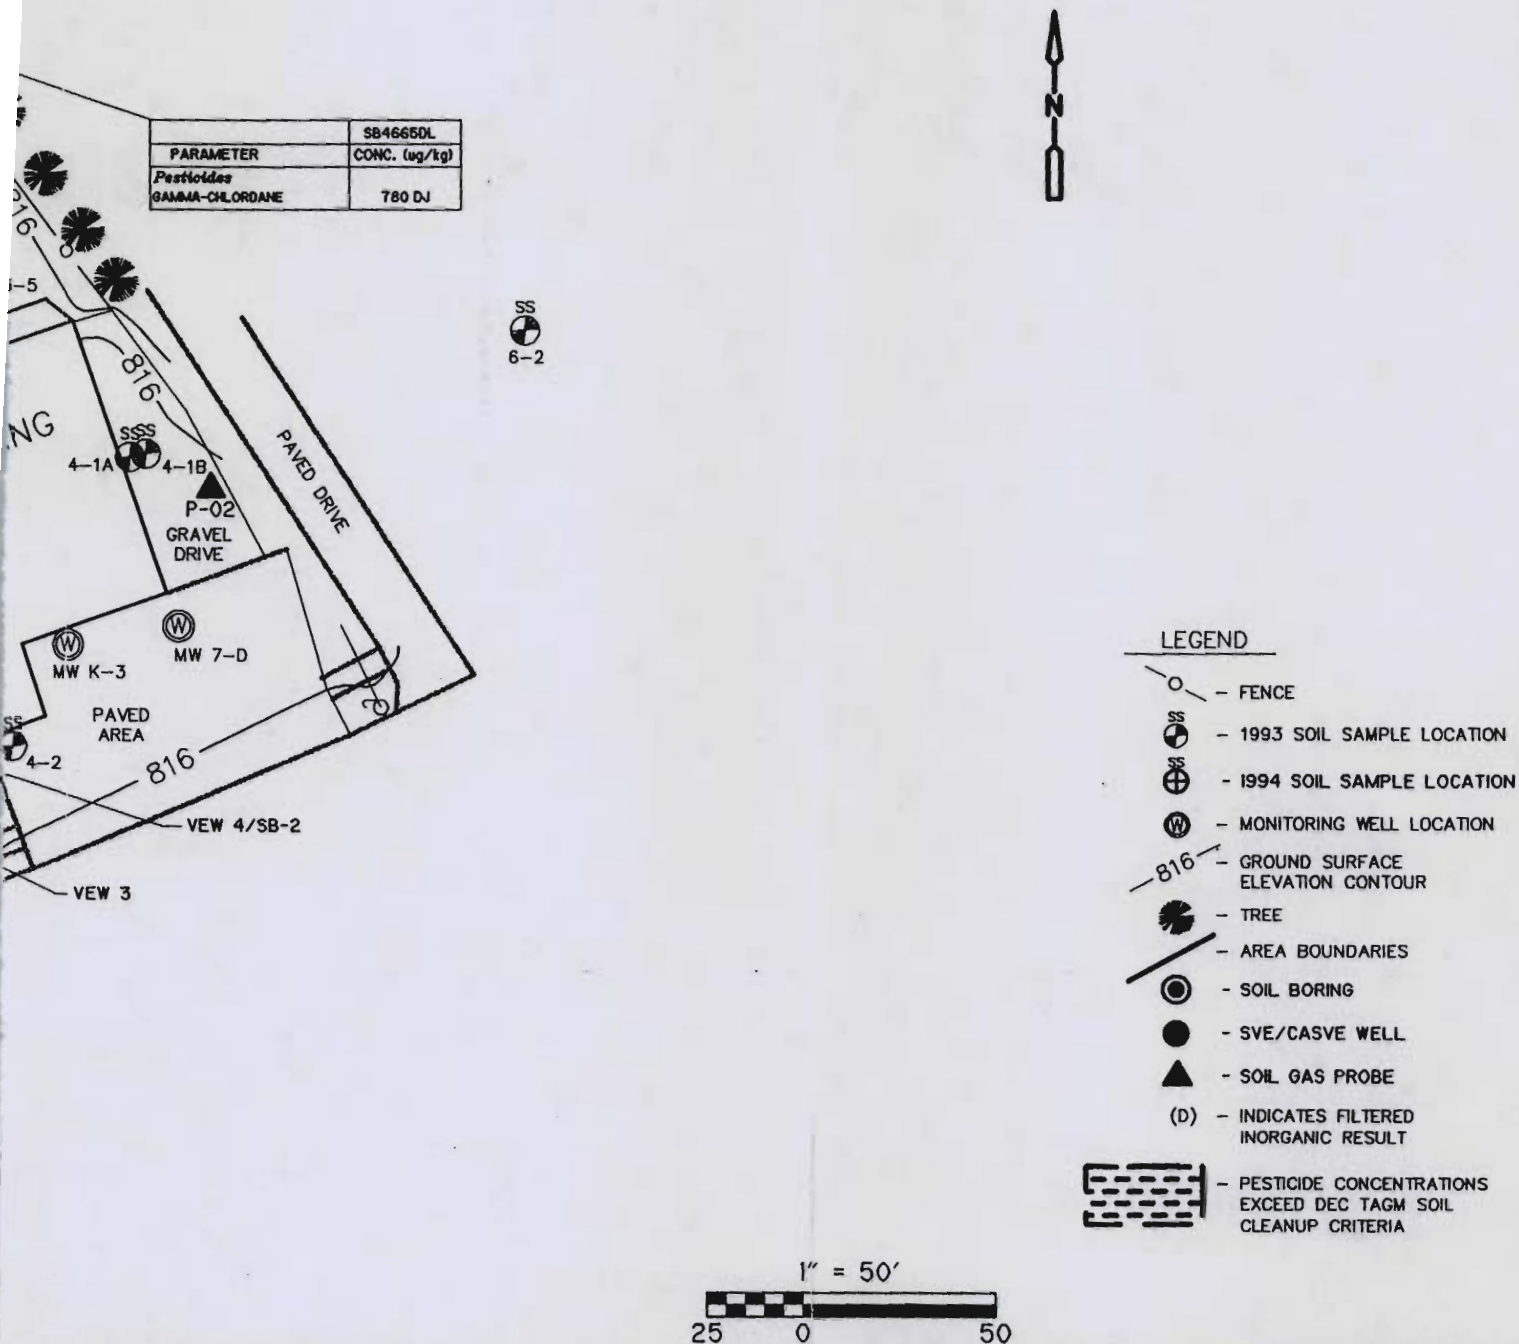 N
SB4665DL
PARAMETER CONC. (ug/kg)
Pesticides
GAMMA-CHLORDANE 780 DJ
816
-5
SS
6-2
816
NG
SS SS
4-1A 4-1B
P-02
GRAVEL
DRIVE
PAVED DRIVE
MW K-3
MW 7-D
W
W
PAVED
AREA
SS
4-2
816
VEW 4/SB-2
VEW 3
LEGEND
- FENCE
SS
- 1993 SOIL SAMPLE LOCATION
SS
- 1994 SOIL SAMPLE LOCATION
W - MONITORING WELL LOCATION
816 - GROUND SURFACE
ELEVATION CONTOUR
- TREE
- AREA BOUNDARIES
- SOIL BORING
- SVE/CASVE WELL
- SOIL GAS PROBE
(D) - INDICATES FILTERED
INORGANIC RESULT
- PESTICIDE CONCENTRATIONS
EXCEED DEC TAGM SOIL
CLEANUP CRITERIA
1" = 50'
25 0 50